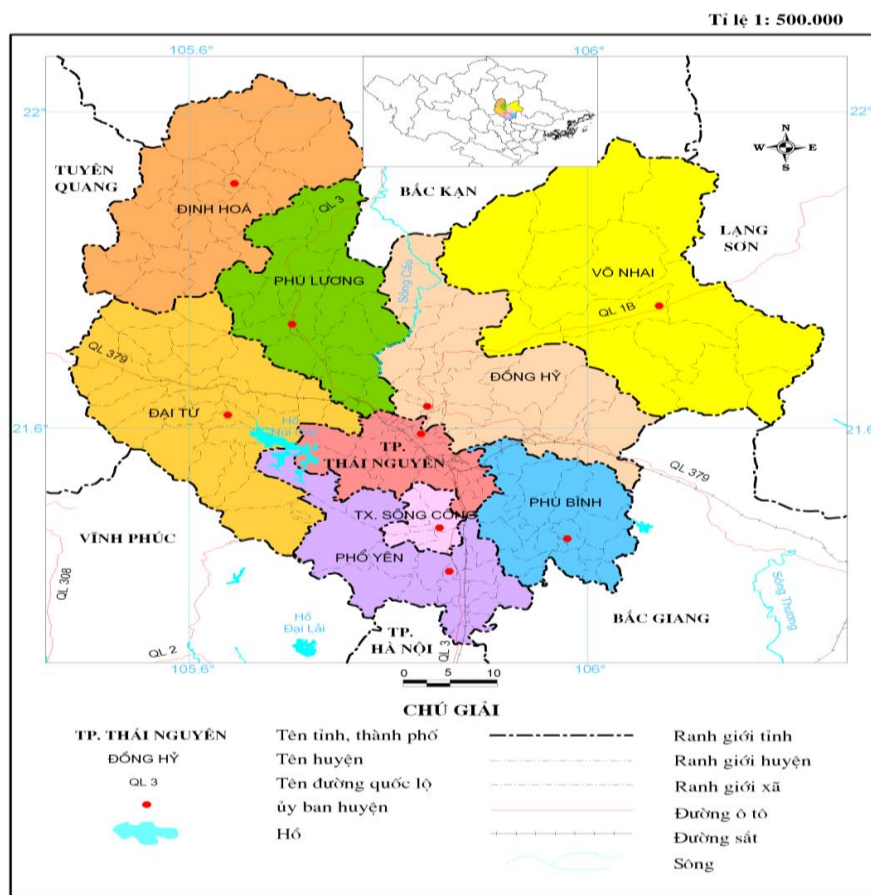 Tỉ lệ 1: 500.000
105.6°
106°
22°
22°
N
W E
S
TUYÊN
QUANG
BẮC KẠN
LẠNG
SƠN
ĐỊNH HOÁ
QL 3
PHÚ LƯƠNG
Sông Cầu
VÕ NHAI
QL 1B
QL 379
ĐỒNG HỶ
ĐẠI TỪ
Hồ
21.6°
21.6°
TP.
THÁI NGUYÊN
QL 379
PHÚ BÌNH
TX. SÔNG CÔNG
VĨNH PHÚC
PHỔ YÊN
QL 308
Hồ
Đại Lải
TP.
HÀ NỘI
BẮC GIANG
Sông Thương
QL 2
QL 3
105.6°
106°
0 5 10
CHÚ GIẢI
TP. THÁI NGUYÊN Tên tỉnh, thành phố
Ranh giới tỉnh
ĐỒNG HỶ Tên huyện
Ranh giới huyện
QL 3 Tên đường quốc lộ
Ranh giới xã
ủy ban huyện
Đường ô tô
Hồ
Đường sắt
Sông